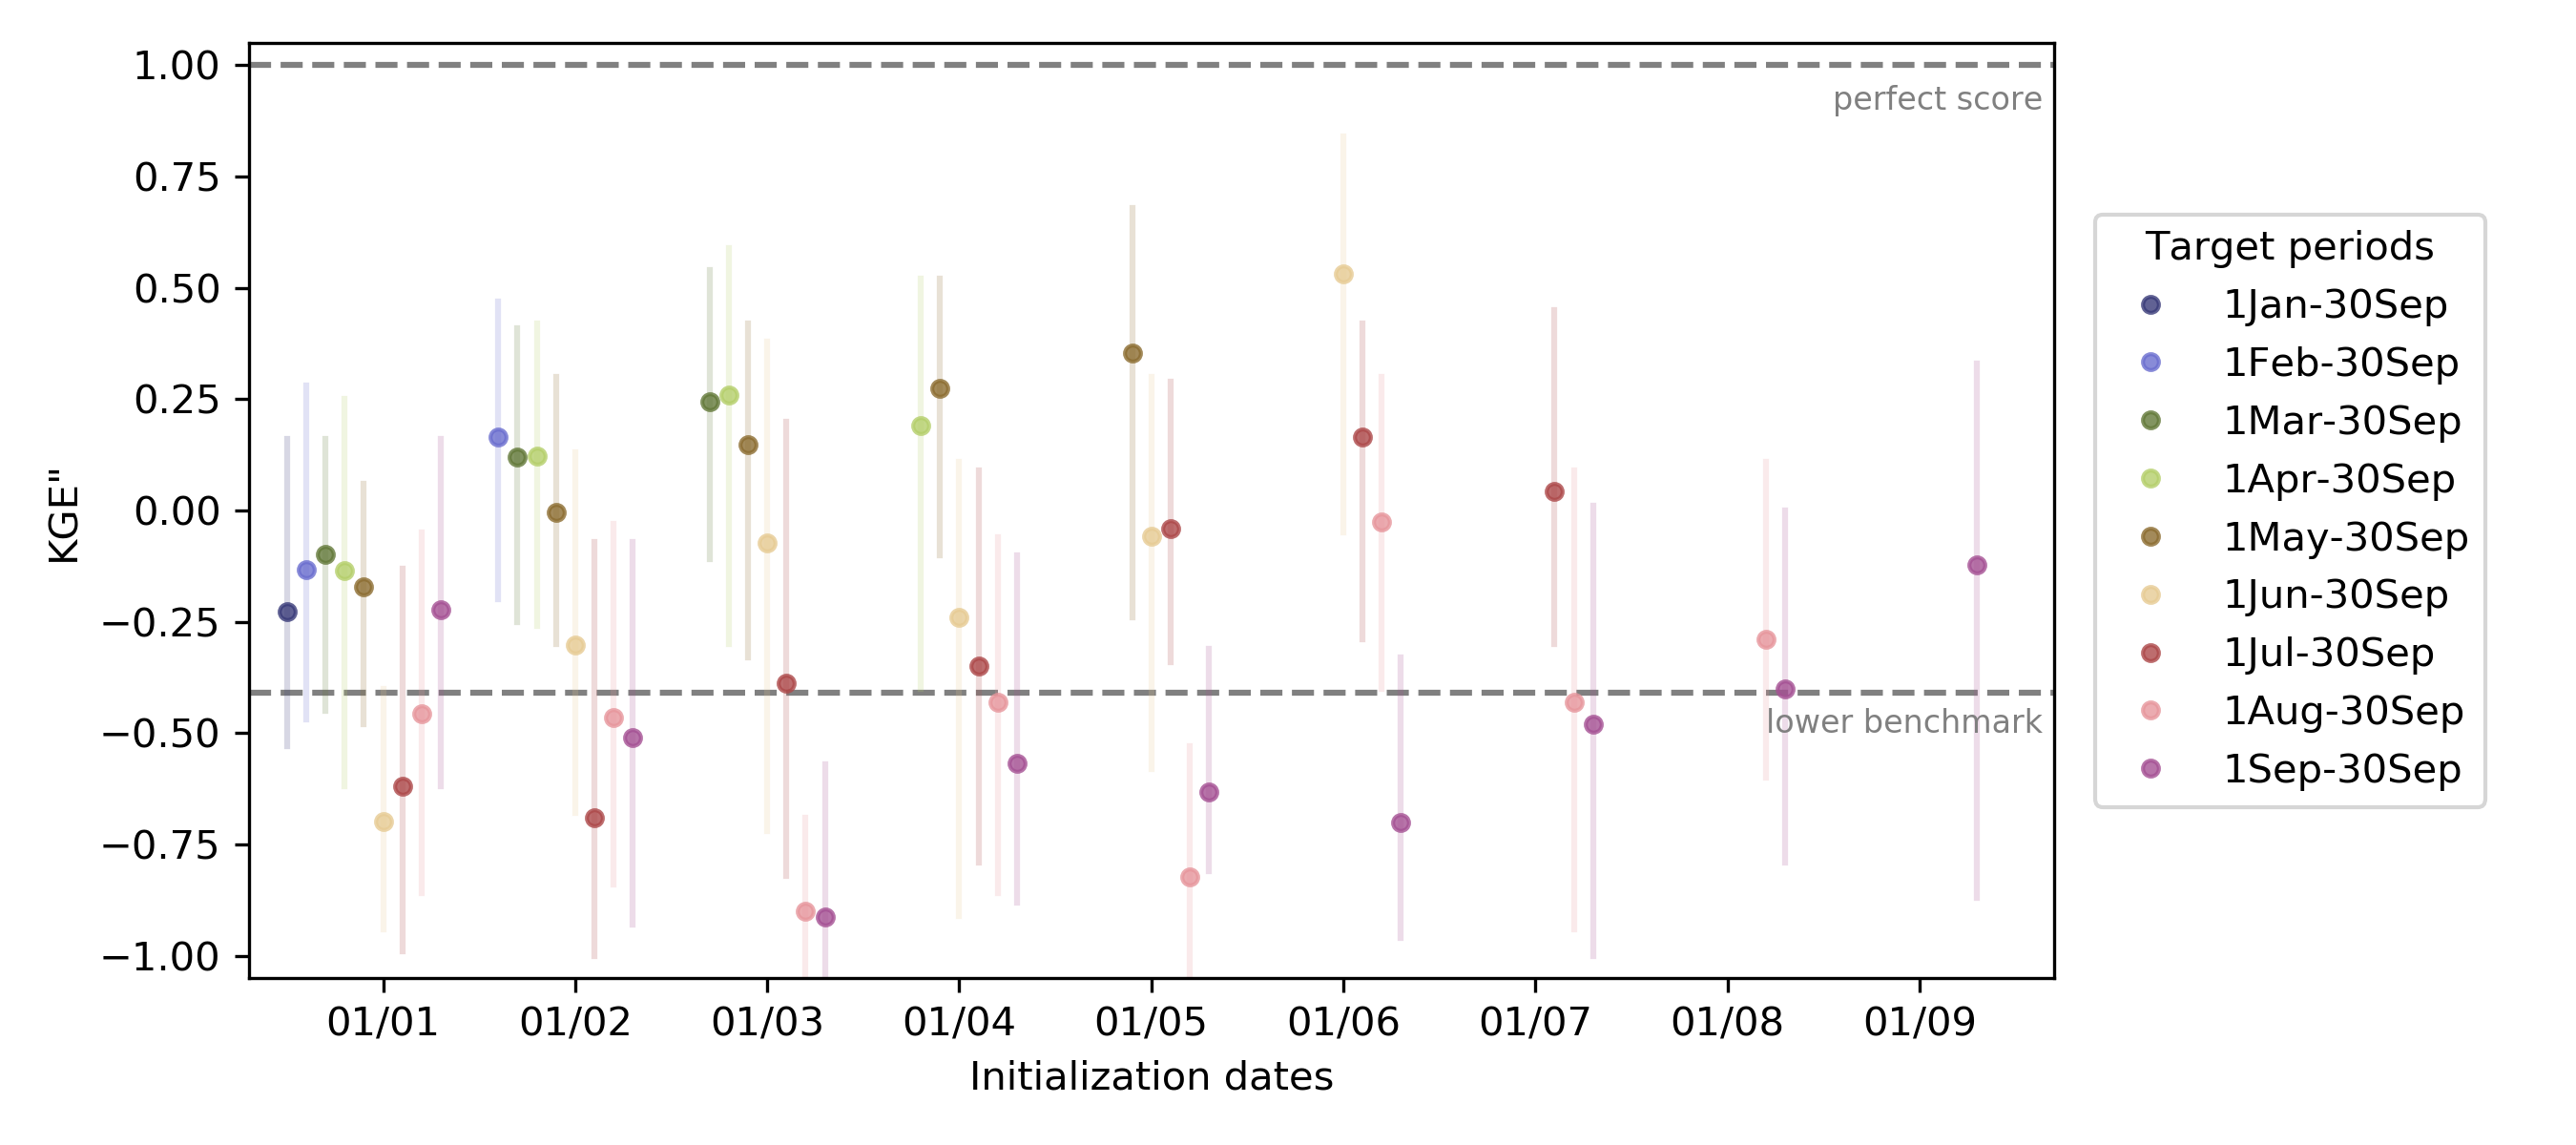 1.00
0.75
0.50
0.25
0.00
−0.25
−0.50
−0.75
−1.00
KGE"
perfect score
lower benchmark
01/01
01/02
01/03
01/04
01/05
01/06
01/07
01/08
01/09
Initialization dates
Target periods
1Jan-30Sep
1Feb-30Sep
1Mar-30Sep
1Apr-30Sep
1May-30Sep
1Jun-30Sep
1Jul-30Sep
1Aug-30Sep
1Sep-30Sep